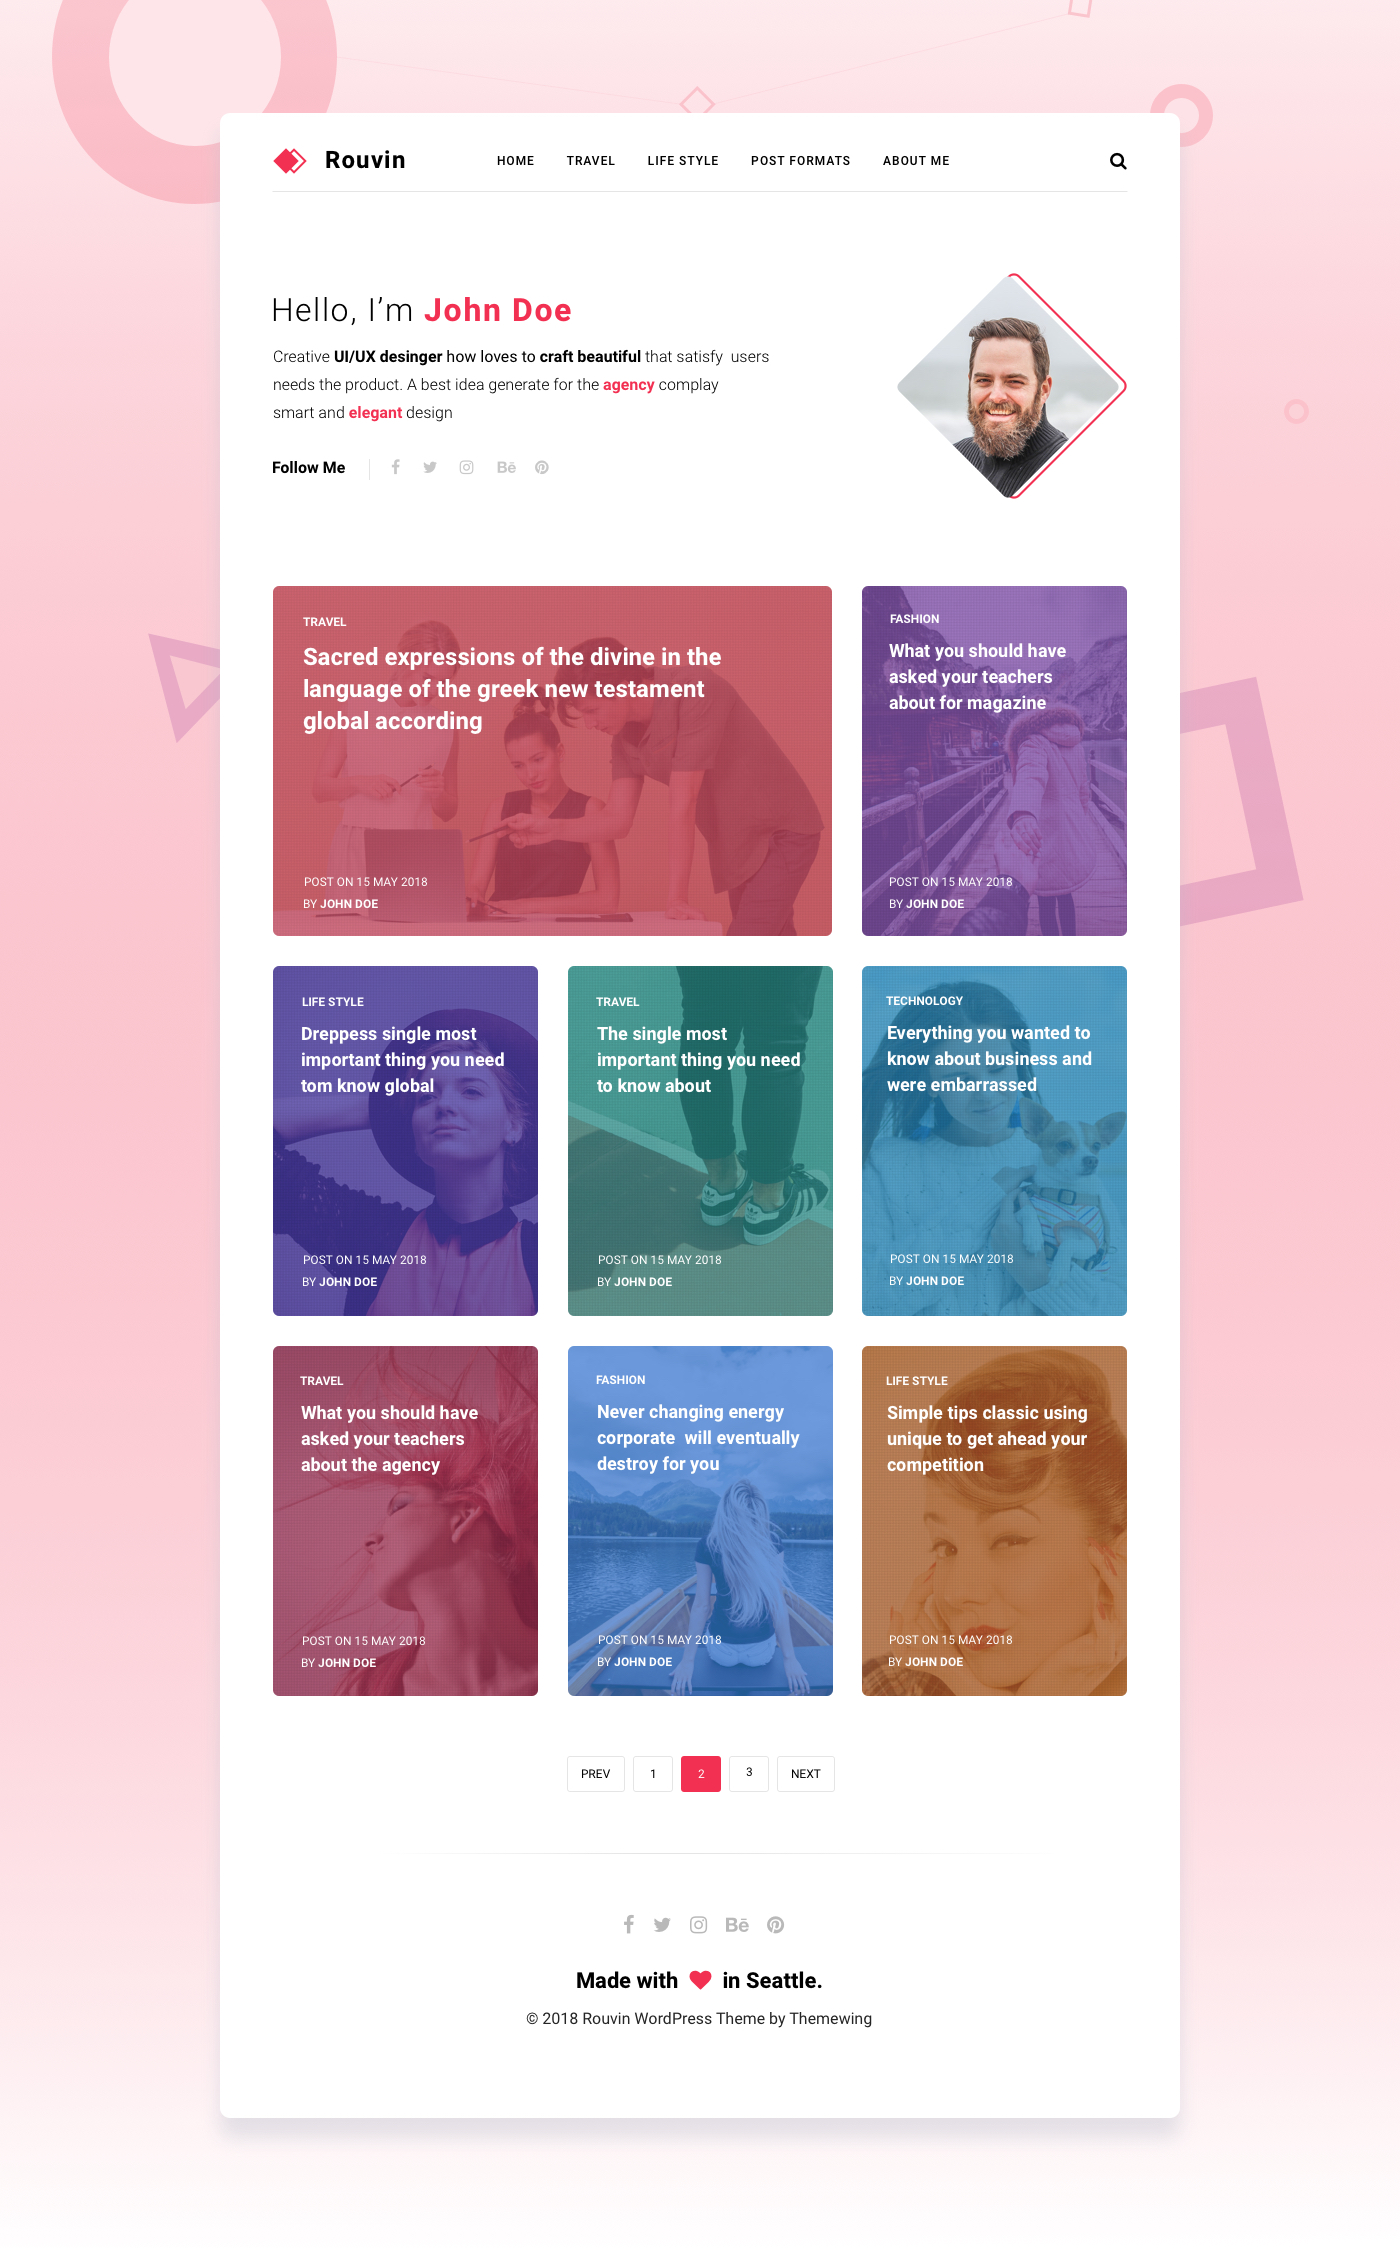 Rouvin
HOME TRAVEL LIFE STYLE POST FORMATS ABOUT ME
Hello, I’m John Doe
Creative UI/UX desinger how loves to craft beautiful that satisfy  users
needs the product. A best idea generate for the agency complay
smart and elegant design
Follow Me
Bē
TRAVEL
Sacred expressions of the divine in the
language of the greek new testament
global according
POST ON 15 MAY 2018
BY JOHN DOE
FASHION
What you should have
asked your teachers
about for magazine
POST ON 15 MAY 2018
BY JOHN DOE
LIFE STYLE
Dreppess single most
important thing you need
tom know global
POST ON 15 MAY 2018
BY JOHN DOE
TRAVEL
The single most
important thing you need
to know about
POST ON 15 MAY 2018
BY JOHN DOE
TECHNOLOGY
Everything you wanted to
know about business and
were embarrassed
POST ON 15 MAY 2018
BY JOHN DOE
TRAVEL
What you should have
asked your teachers
about the agency
POST ON 15 MAY 2018
BY JOHN DOE
FASHION
Never changing energy
corporate  will eventually
destroy for you
POST ON 15 MAY 2018
BY JOHN DOE
LIFE STYLE
Simple tips classic using
unique to get ahead your
competition
POST ON 15 MAY 2018
BY JOHN DOE
PREV 1 2 3 NEXT
Bē
Made with in Seattle.
© 2018 Rouvin WordPress Theme by Themewing